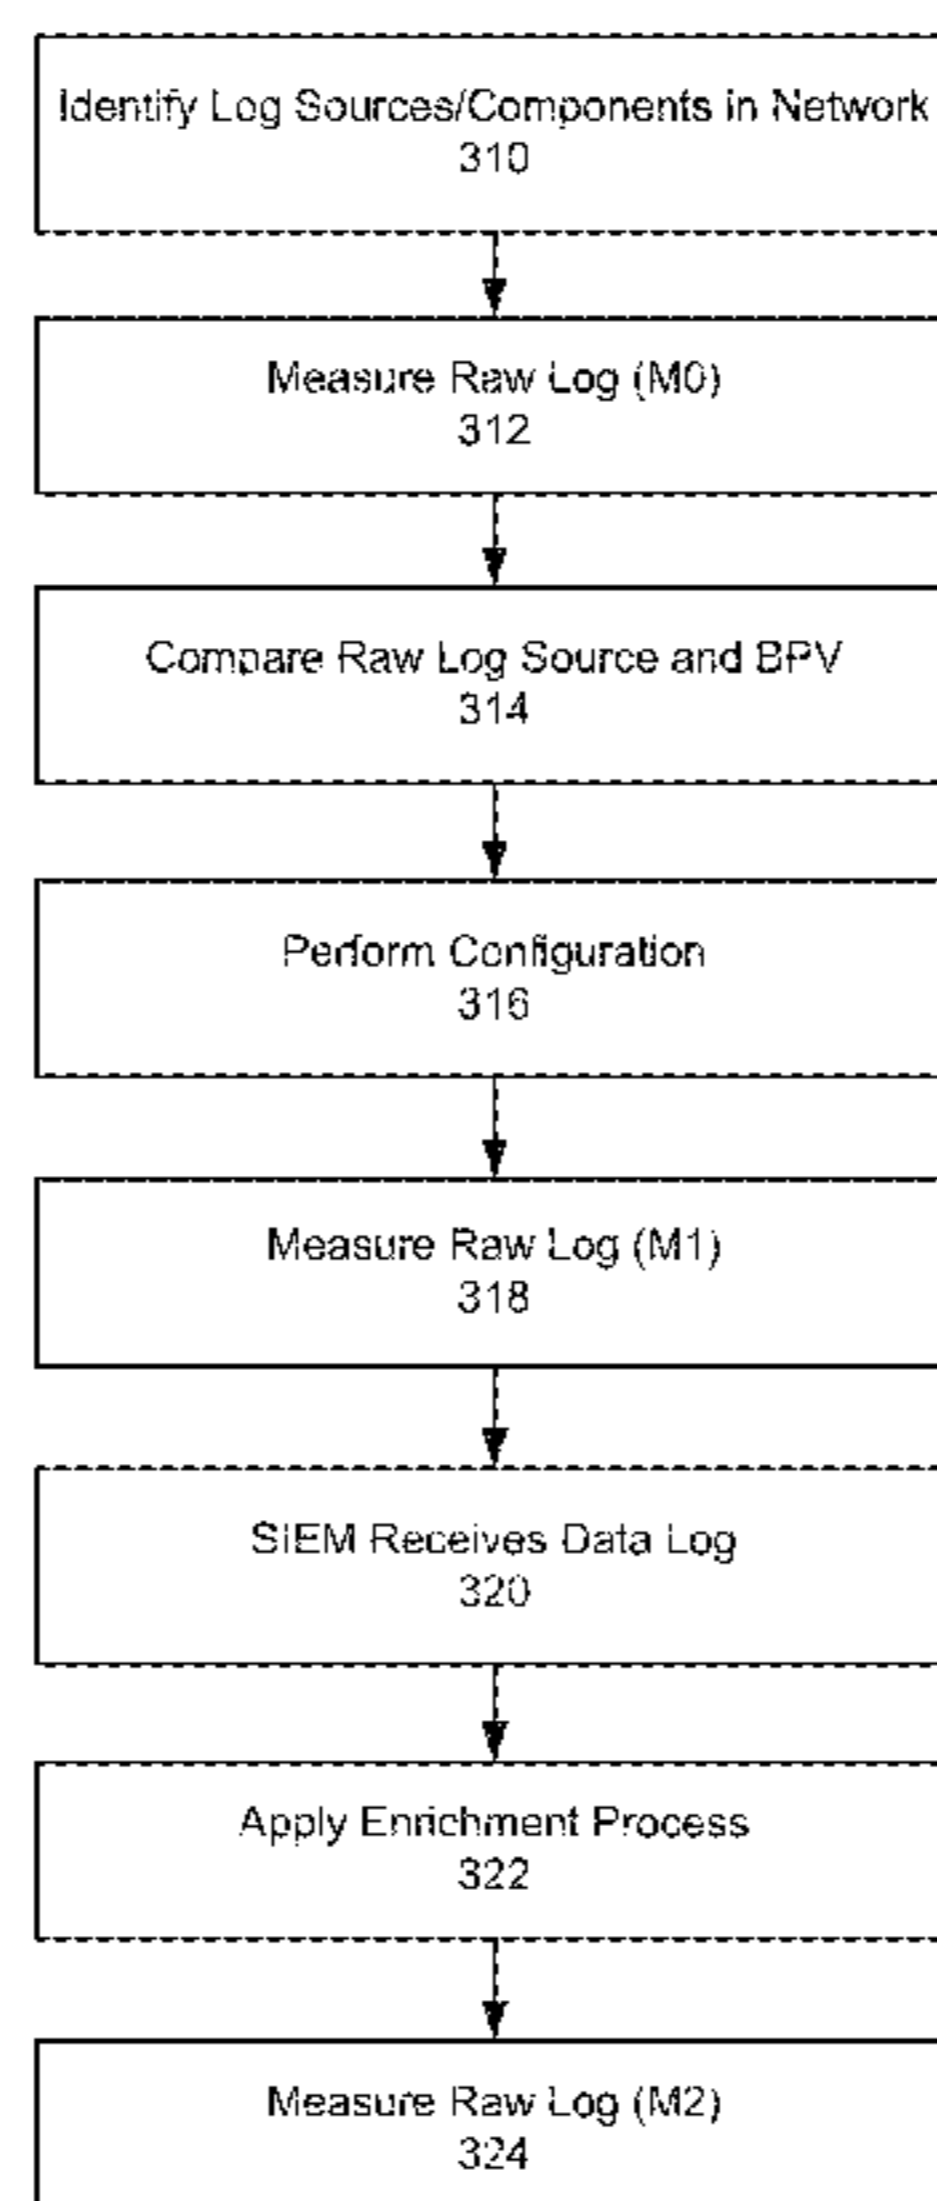 Identify Log Sources/Components in Network
310
Measure Raw Log (M0)
312
Compare Raw Log Source and BPV
314
Perform Configuration
316
Measure Raw Log (M1)
318
SIEM Receives Data Log
320
Apply Enrichment Process
322
Measure Raw Log (M2)
324